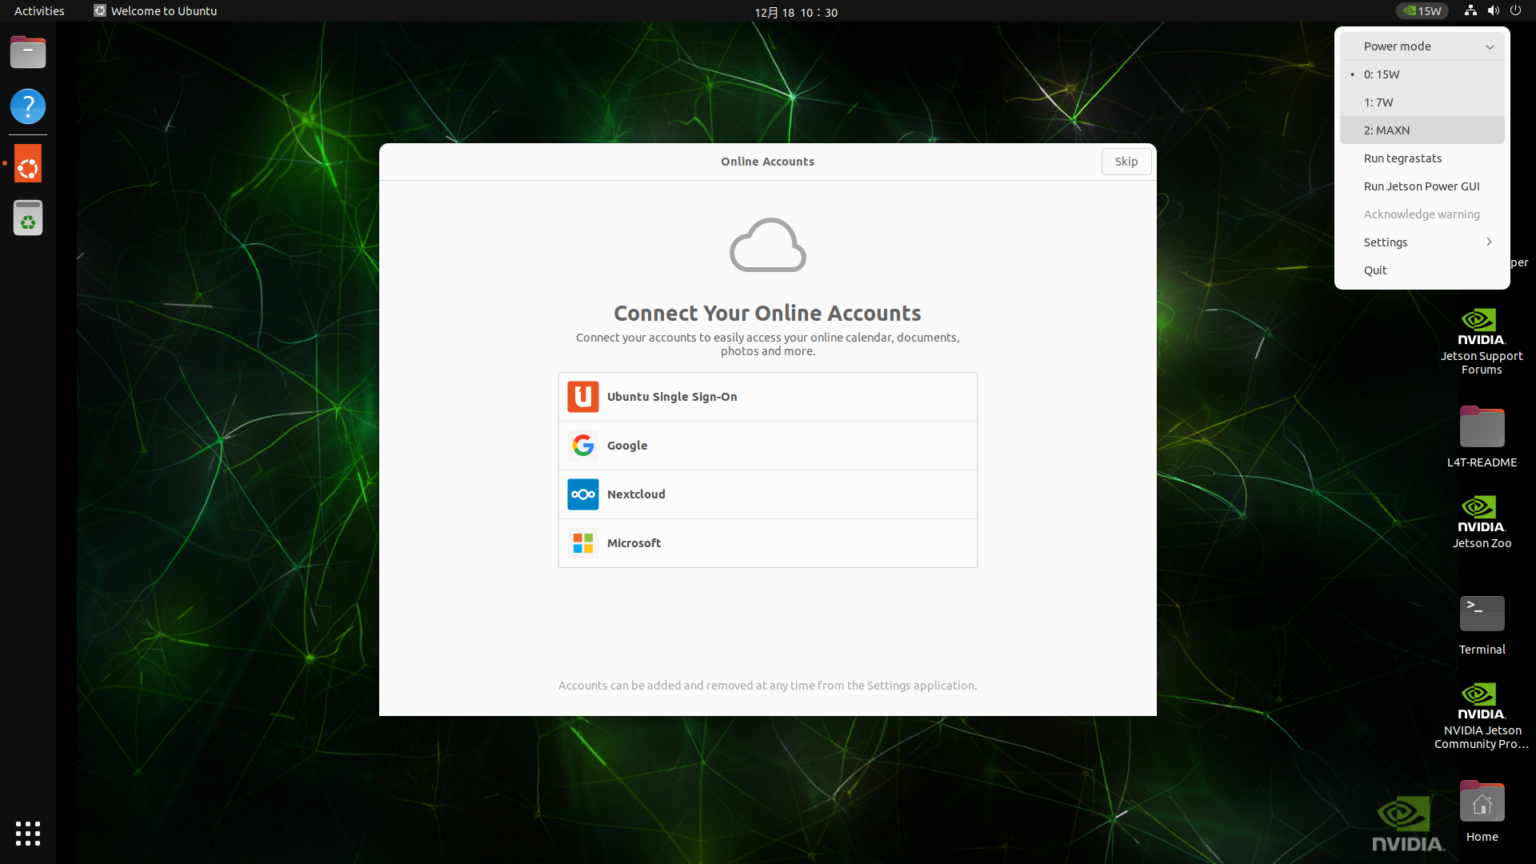 Activities
Welcome to Ubuntu
12月 18 10：30
15W
Power mode
0: 15W
1: 7W
2: MAXN
Run tegrastats
Run Jetson Power GUI
Acknowledge warning
Settings
Quit
Online Accounts
Skip
Connect Your Online Accounts
Connect your accounts to easily access your online calendar, documents,
photos and more.
Ubuntu Single Sign-On
Google
Nextcloud
Microsoft
Accounts can be added and removed at any time from the Settings application.
per
NVIDIA.
Jetson Support
Forums
L4T-README
NVIDIA.
Jetson Zoo
>_
Terminal
NVIDIA.
NVIDIA Jetson
Community Pro...
Home
NVIDIA.